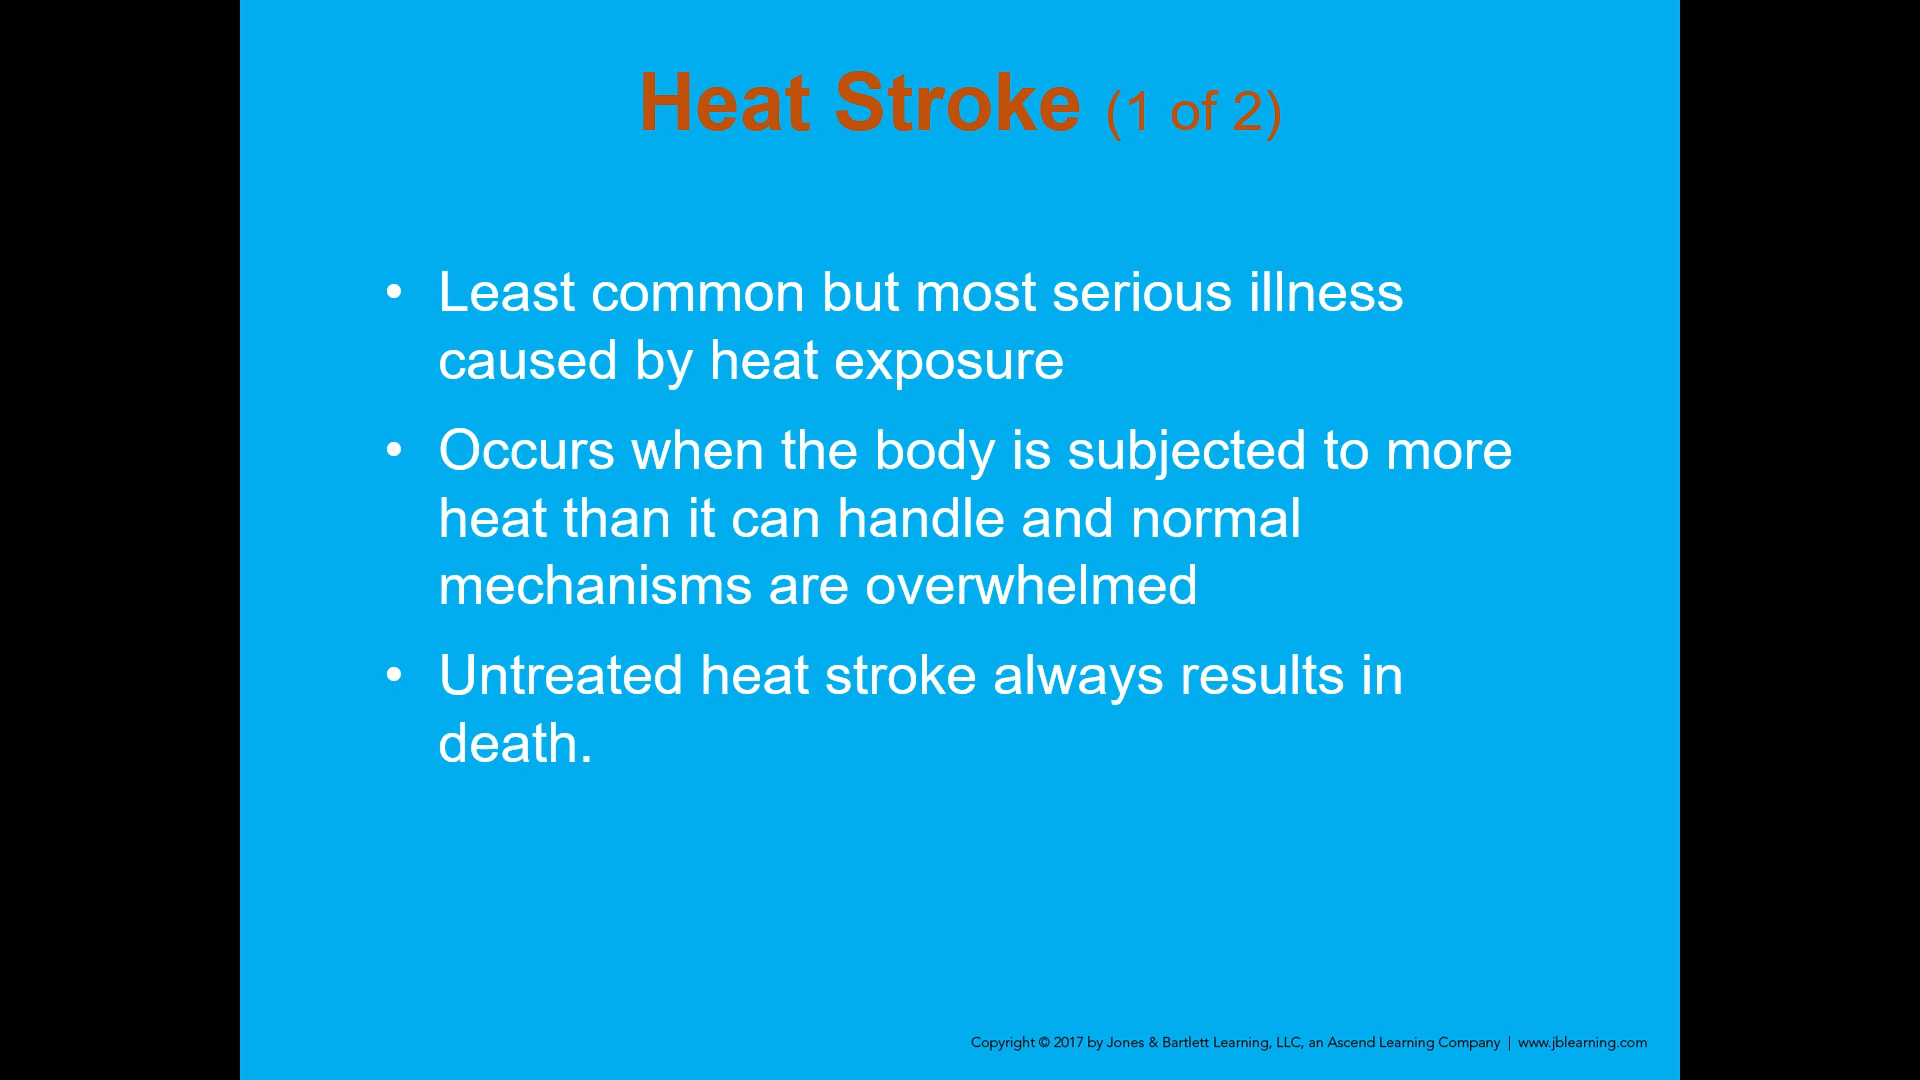 Heat Stroke (1 of 2)
• Least common but most serious illness
caused by heat exposure
• Occurs when the body is subjected to more
heat than it can handle and normal
mechanisms are overwhelmed
• Untreated heat stroke always results in
death.
Copyright © 2017 by Jones & Bartlett Learning, LLC, an Ascend Learning Company | www.jblearning.com